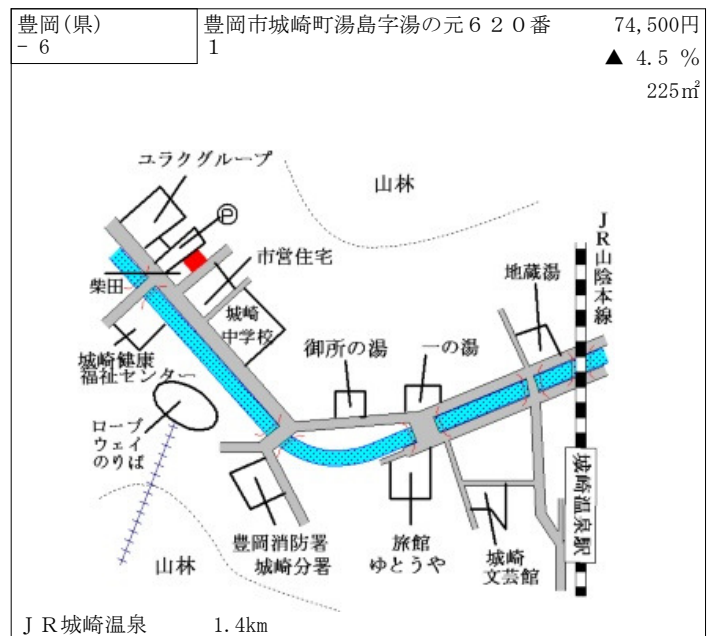 豊岡(県)
－６
豊岡市城崎町湯島字湯の元６２０番
１
74,500円
▲ 4.5 %
225㎡
ユラクグループ
Ⓟ
山林
市営住宅
柴田
城崎
中学校
城崎健康
福祉センター
ロープ
ウェイ
のりば
御所の湯
一の湯
地蔵湯
JR山陰本線
城崎温泉駅
豊岡消防署
城崎分署
旅館
ゆとうや
城崎
文芸館
山林
ＪＲ城崎温泉
1.4km